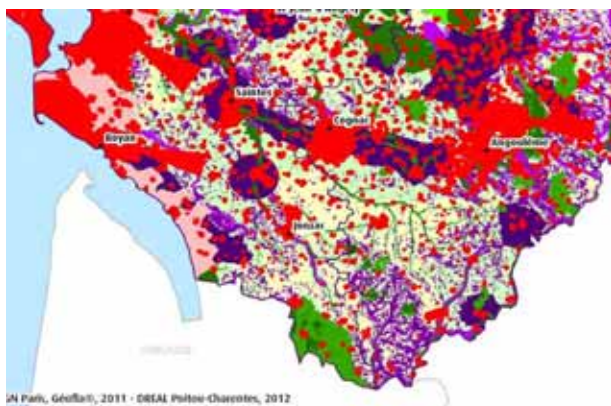 Saintes
Cognac
Angoulême
Royan
Jonzac
GN Paris, Géofla®, 2011 - DREAL Poitou-Charentes, 2012